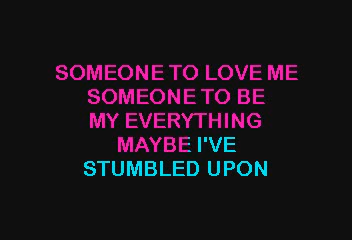 SOMEONE TO LOVE ME
SOMEONE TO BE
MY EVERYTHING
MAYBE I'VE
STUMBLED UPON